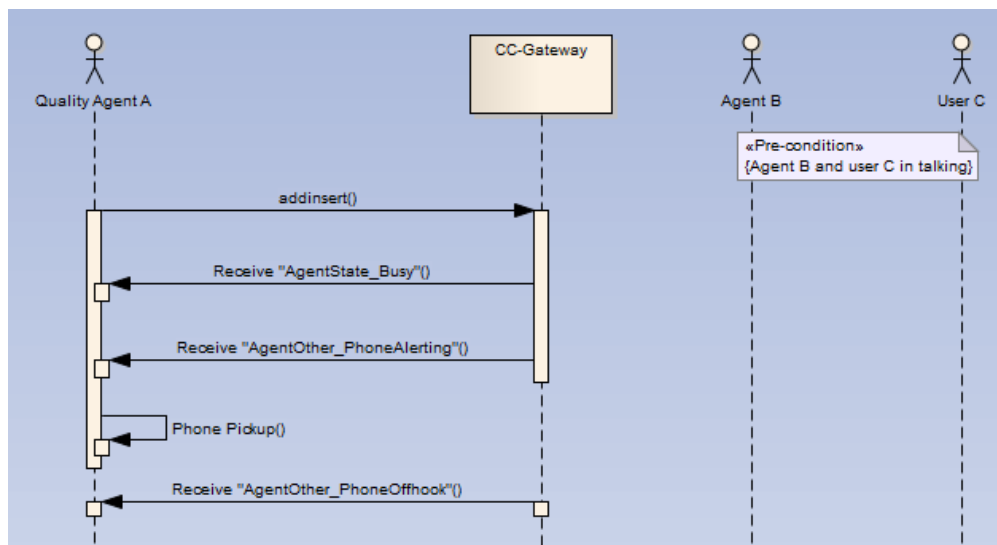 Quality Agent A
CC-Gateway
Agent B
User C
«Pre-condition»
{Agent B and user C in talking}
addinsert()
Receive "AgentState_Busy"()
Receive "AgentOther_PhoneAlerting"()
Phone Pickup()
Receive "AgentOther_PhoneOffhook"()